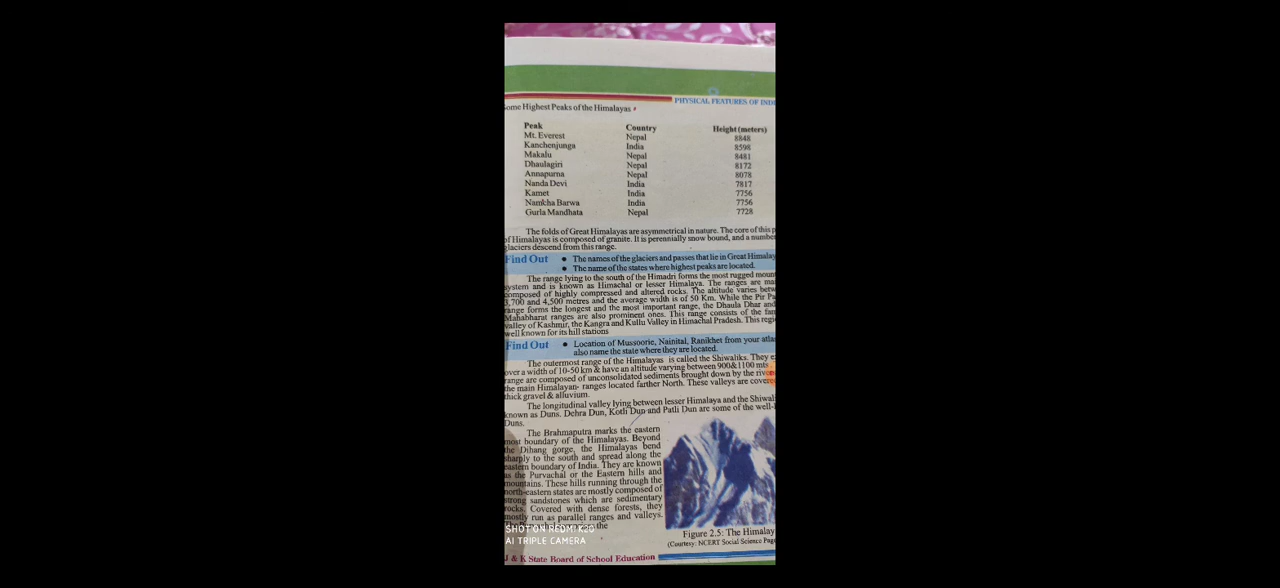 PHYSICAL FEATURES OF INDI
ome Highest Peaks of the Himalayas
Peak Country Height (meters)
Mt. Everest Nepal 8848
Kanchenjunga India 8598
Makalu Nepal 8481
Dhaulagiri Nepal 8172
Annapurna Nepal 8078
Nanda Devi India 7817
Kamet India 7756
Namkha Barwa India 7756
Gurla Mandhata Nepal 7728
The folds of Great Himalayas are asymmetrical in nature. The core of this p
of Himalayas is composed of granite. It is perennially snow bound, and a number
glaciers descend from this range.
Find Out • The names of the glaciers and passes that lie in Great Himalay
• The name of the states where highest peaks are located.
The range lying to the south of the Himadri forms the most rugged moun
system and is known as Himachal or lesser Himalaya. The ranges are ma
composed of highly compressed and altered rocks. The altitude varies betw
3,700 and 4,500 metres and the average width is of 50 Km. While the Pir Pa
range forms the longest and the most important range, the Dhaula Dhar and
Mahabharat ranges are also prominent ones. This range consists of the fam
valley of Kashmir, the Kangra and Kullu Valley in Himachal Pradesh. This regi
well known for its hill stations
Find Out • Location of Mussoorie, Nainital, Ranikhet from your atla
also name the state where they are located.
The outermost range of the Himalayas is called the Shiwaliks. They e
over a width of 10-50 km & have an altitude varying between 900&1100 mts
range are composed of unconsolidated sediments brought down by the rive
the main Himalayan- ranges located farther North. These valleys are cover
thick gravel & alluvium.
The longitudinal valley lying between lesser Himalaya and the Shiwal
known as Duns. Dehra Dun, Kotli Dun and Patli Dun are some of the well-
Duns.
The Brahmaputra marks the eastern
most boundary of the Himalayas. Beyond
the Dihang gorge, the Himalayas bend
sharply to the south and spread along the
eastern boundary of India. They are known
as the Purvachal or the Eastern hills and
mountains. These hills running through the
north-eastern states are mostly composed of
strong sandstones which are sedimentary
rocks. Covered with dense forests, they
mostly run as parallel ranges and valleys.
the
Figure 2.5: The Himalay
(Courtesy: NCERT Social Science Page
SHOT ON REDMI K20
AI TRIPLE CAMERA
J & K State Board of School Education